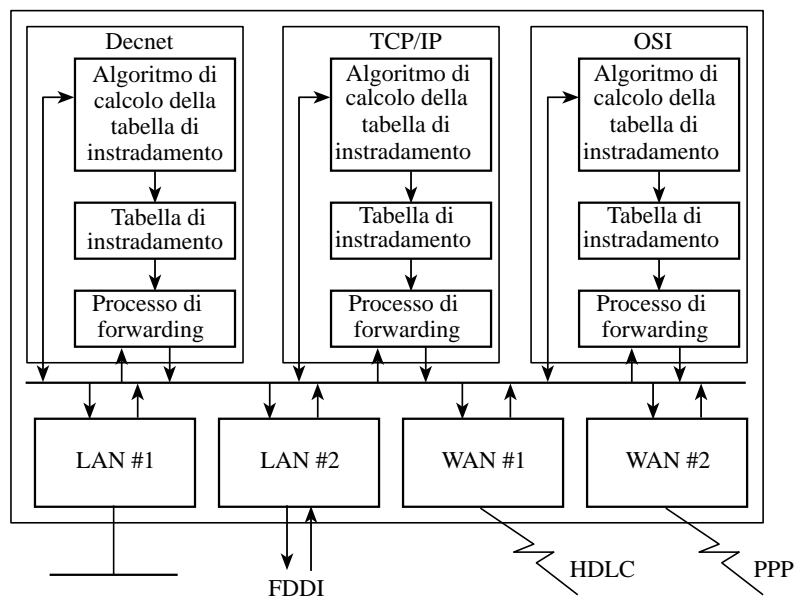 Decnet
Algoritmo di
calcolo della
tabella di
instradamento
Tabella di
instradamento
Processo di
forwarding
TCP/IP
Algoritmo di
calcolo della
tabella di
instradamento
Tabella di
instradamento
Processo di
forwarding
OSI
Algoritmo di
calcolo della
tabella di
instradamento
Tabella di
instradamento
Processo di
forwarding
LAN #1
LAN #2
WAN #1
WAN #2
FDDI
HDLC
PPP